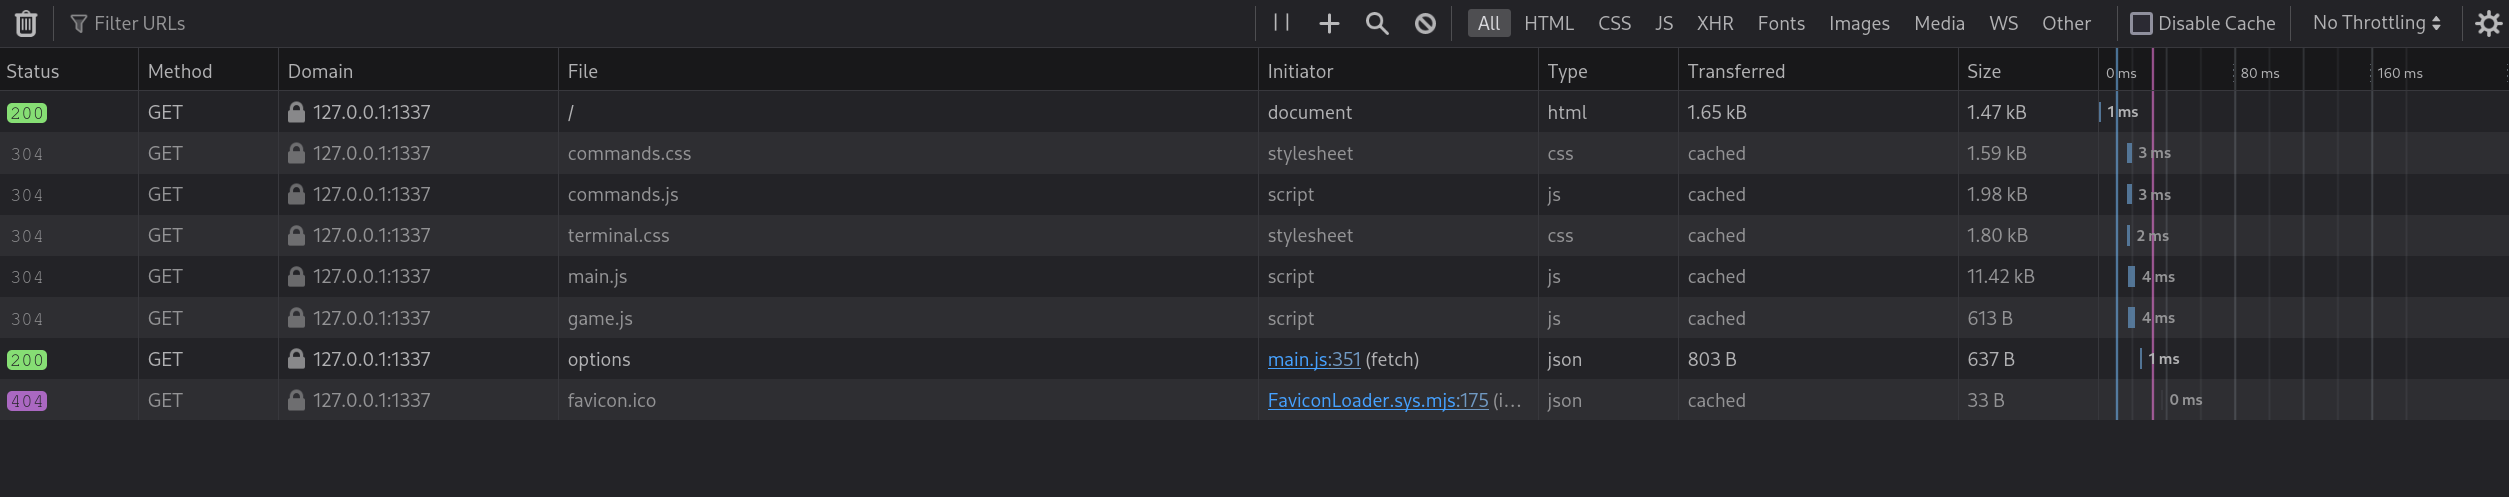 Filter URLs All HTML CSS JS XHR Fonts Images Media WS Other Disable Cache No Throttling
Status Method Domain File Initiator Type Transferred Size 0 ms 80 ms 160 ms
200 GET 127.0.0.1:1337 / document html 1.65 kB 1.47 kB 1 ms
304 GET 127.0.0.1:1337 commands.css stylesheet css cached 1.59 kB 3 ms
304 GET 127.0.0.1:1337 commands.js script js cached 1.98 kB 3 ms
304 GET 127.0.0.1:1337 terminal.css stylesheet css cached 1.80 kB 2 ms
304 GET 127.0.0.1:1337 main.js script js cached 11.42 kB 4 ms
304 GET 127.0.0.1:1337 game.js script js cached 613 B 4 ms
200 GET 127.0.0.1:1337 options main.js:351 (fetch) json 803 B 637 B 1 ms
404 GET 127.0.0.1:1337 favicon.ico FaviconLoader.sys.mjs:175 (i… json cached 33 B 0 ms